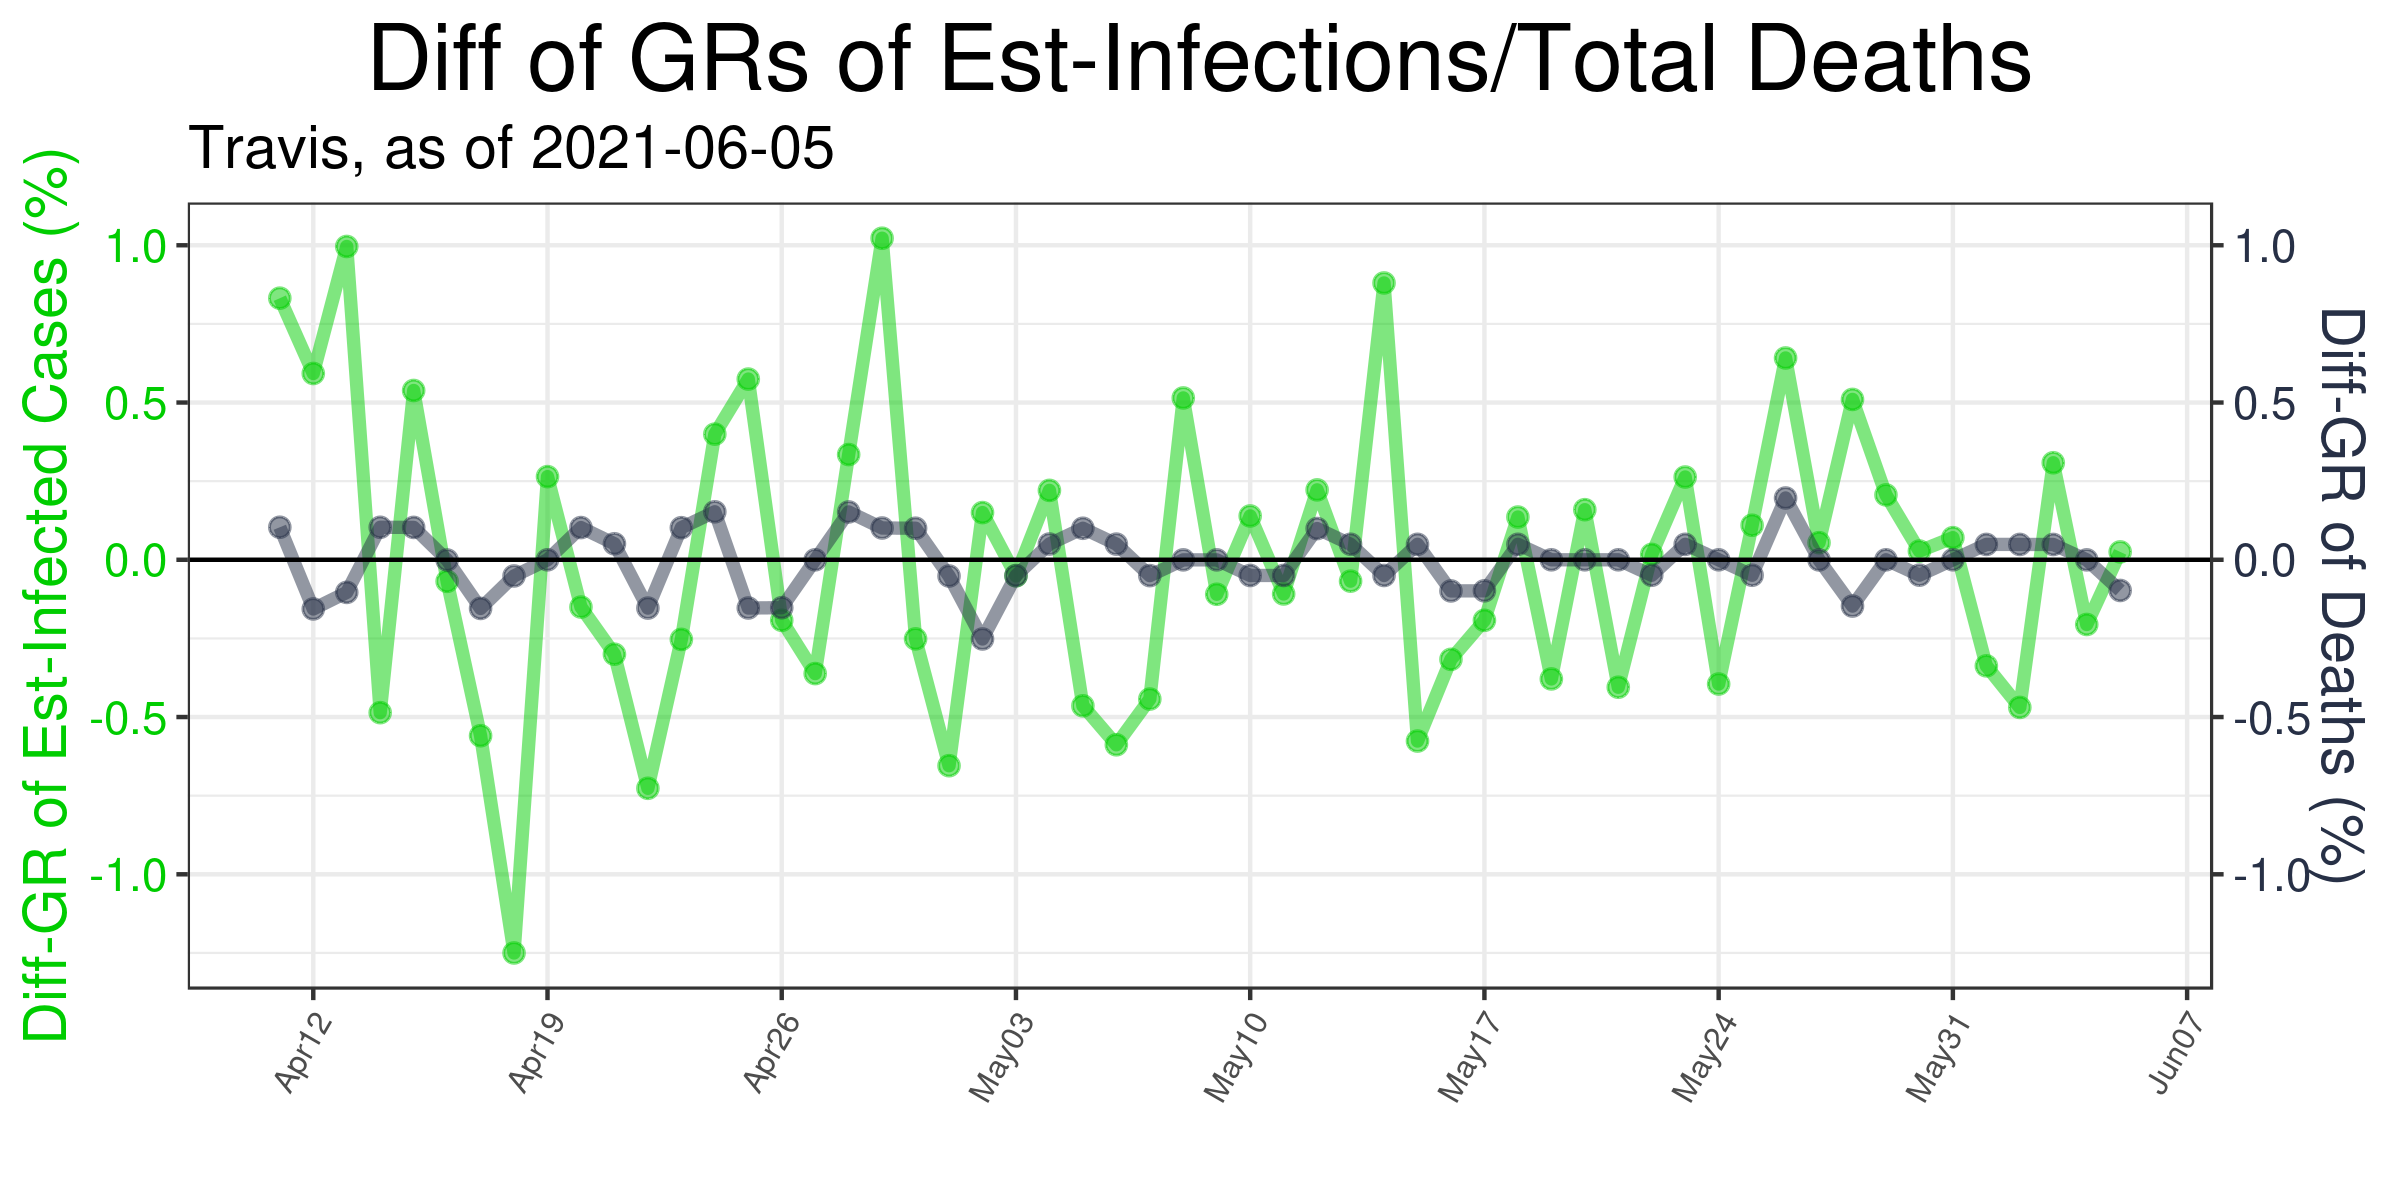 Diff of GRs of Est-Infections/Total Deaths
Travis, as of 2021-06-05
Diff-GR of Est-Infected Cases (%)
1.0
0.5
0.0
-0.5
-1.0
1.0
0.5
0.0
-0.5
-1.0
Diff-GR of Deaths (%)
Apr12
Apr19
Apr26
May03
May10
May17
May24
May31
Jun07